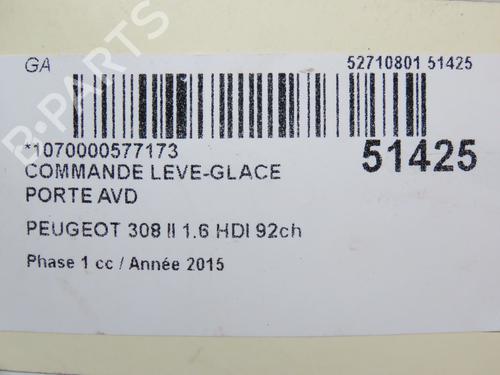 GA
52710801 51425
*1070000577173
51425
COMMANDE LEVE-GLACE
PORTE AVD
PEUGEOT 308 II 1.6 HDI 92ch
Phase 1 cc / Année 2015
B-PARTS